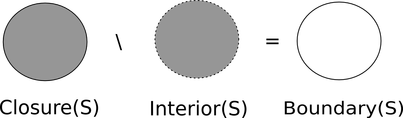 \ =
Closure(S) Interior(S) Boundary(S)